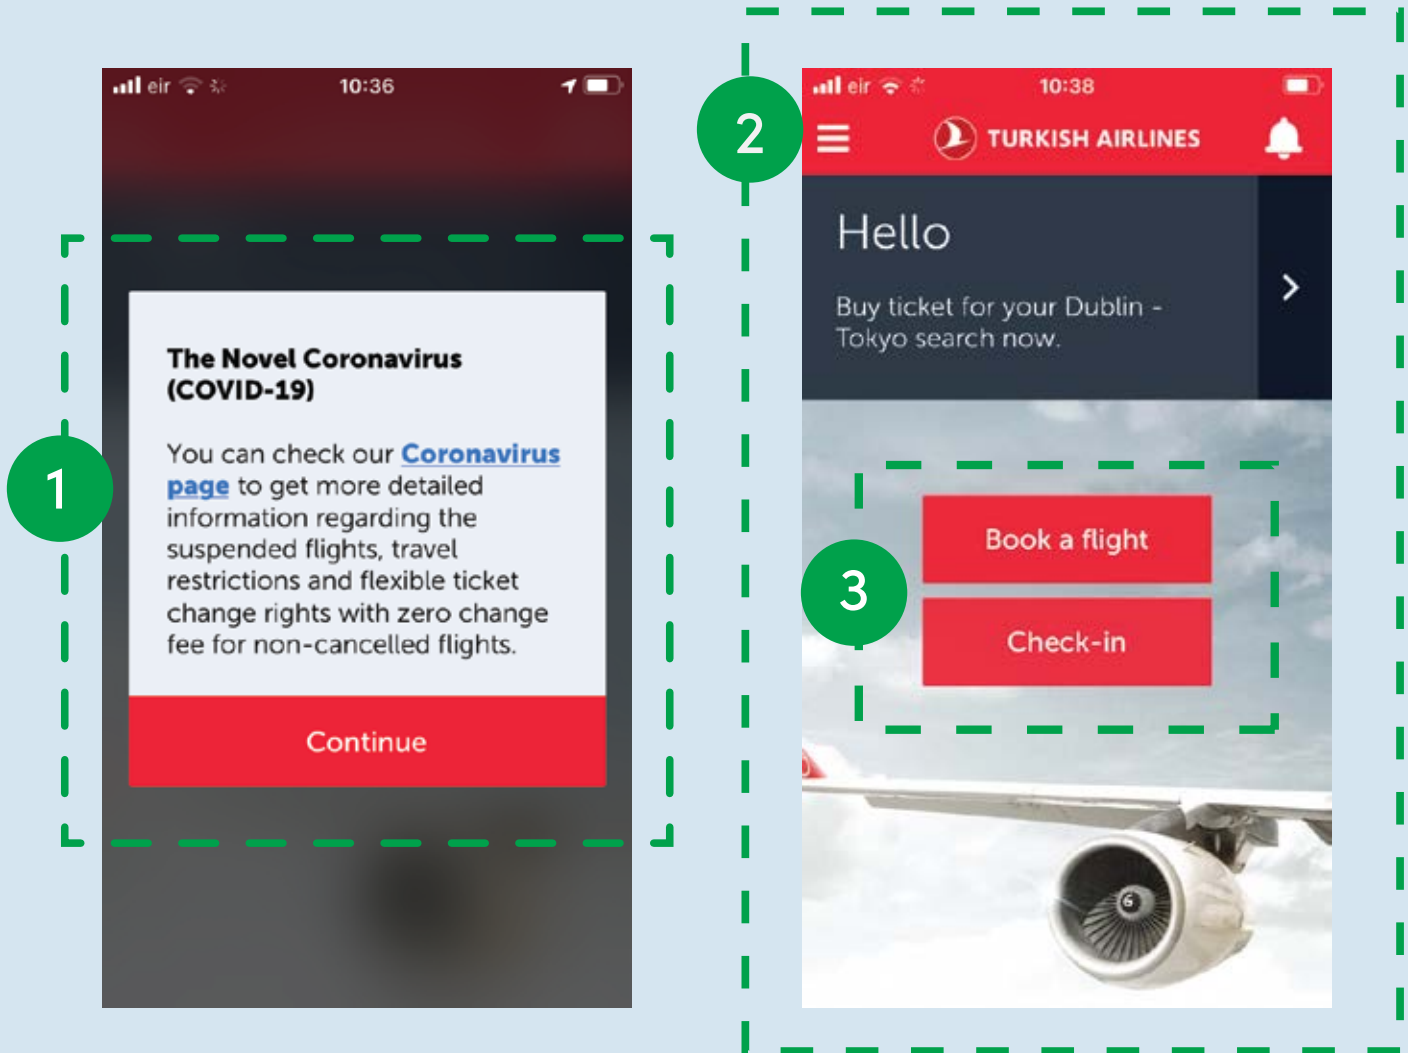 eir
10:36
1
The Novel Coronavirus
(COVID-19)
You can check our Coronavirus
page to get more detailed
information regarding the
suspended flights, travel
restrictions and flexible ticket
change rights with zero change
fee for non-cancelled flights.
Continue
2
eir
10:38
TURKISH AIRLINES
Hello
Buy ticket for your Dublin -
Tokyo search now.
3
Book a flight
Check-in